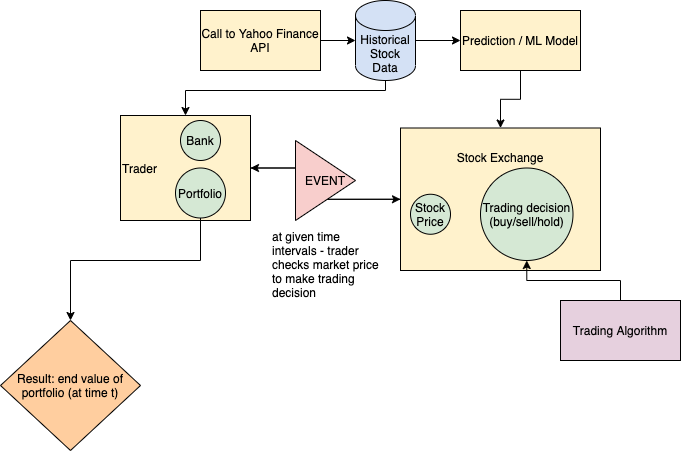 Call to Yahoo Finance
API
Historical
Stock
Data
Prediction / ML Model
Bank
Trader
Portfolio
EVENT
Stock Exchange
Stock
Price
Trading decision
(buy/sell/hold)
at given time
intervals - trader
checks market price
to make trading
decision
Trading Algorithm
Result: end value of
portfolio (at time t)